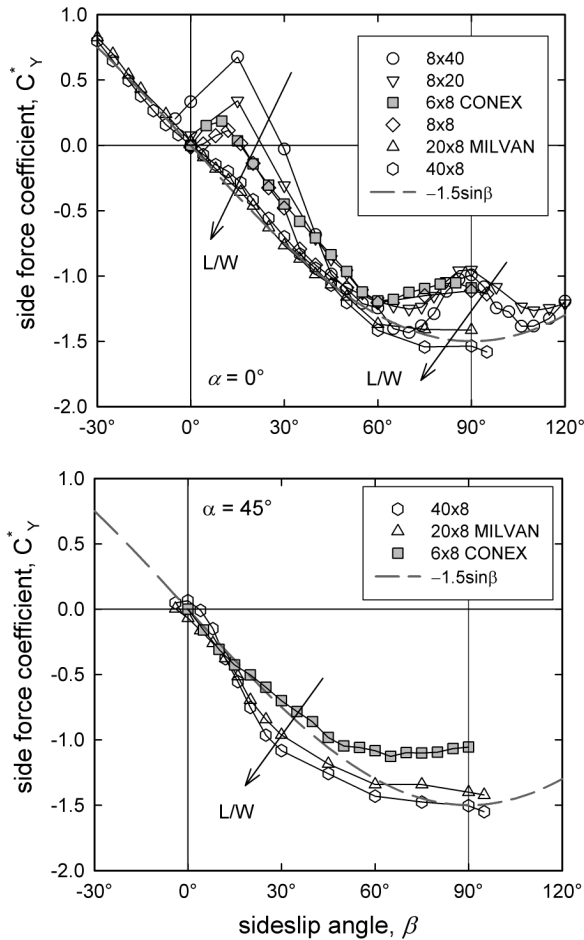 side force coefficient, C*Y
1.0
0.5
0.0
-0.5
-1.0
-1.5
-2.0
8x40
8x20
6x8 CONEX
8x8
20x8 MILVAN
40x8
−1.5sinβ
L/W
L/W
α = 0°
-30° 0° 30° 60° 90° 120°
side force coefficient, C*Y
1.0
0.5
0.0
-0.5
-1.0
-1.5
-2.0
α = 45°
40x8
20x8 MILVAN
6x8 CONEX
−1.5sinβ
L/W
-30° 0° 30° 60° 90° 120°
sideslip angle, β